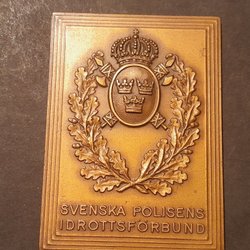 SVENSKA POLISENS
IDROTTSFÖRBUND